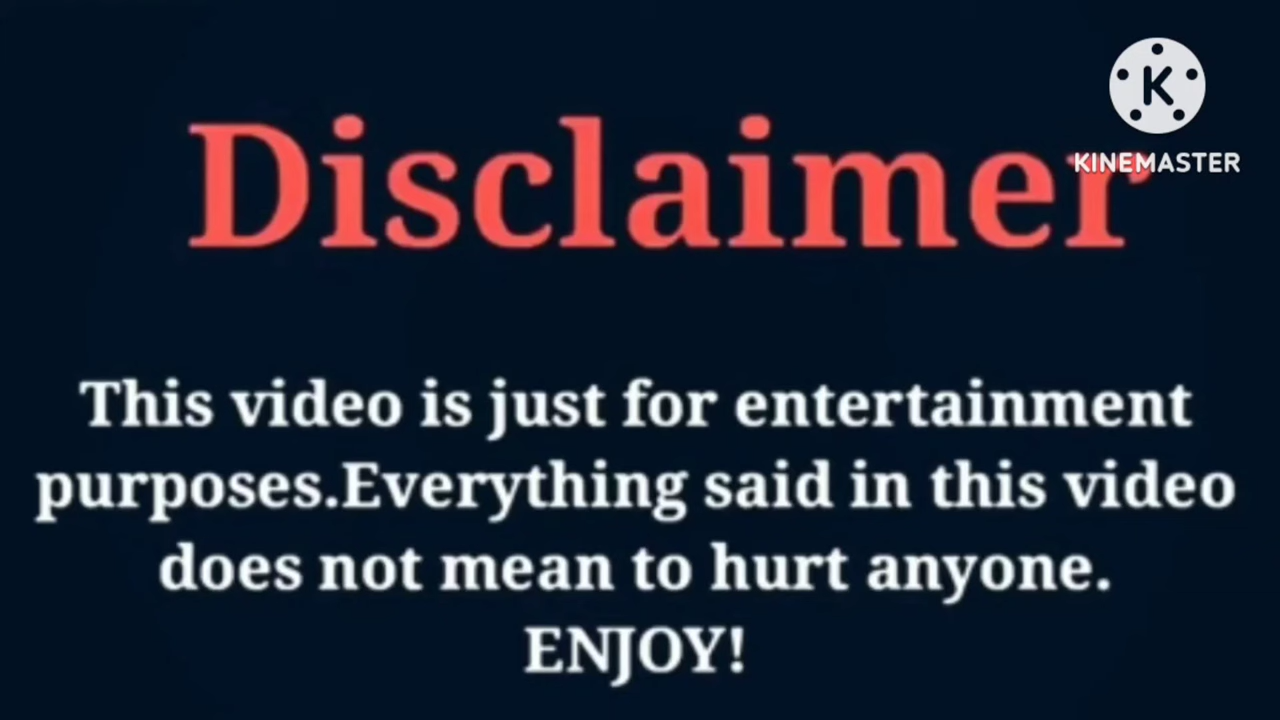 K
KINEMASTER
Disclaimer
This video is just for entertainment
purposes.Everything said in this video
does not mean to hurt anyone.
ENJOY!